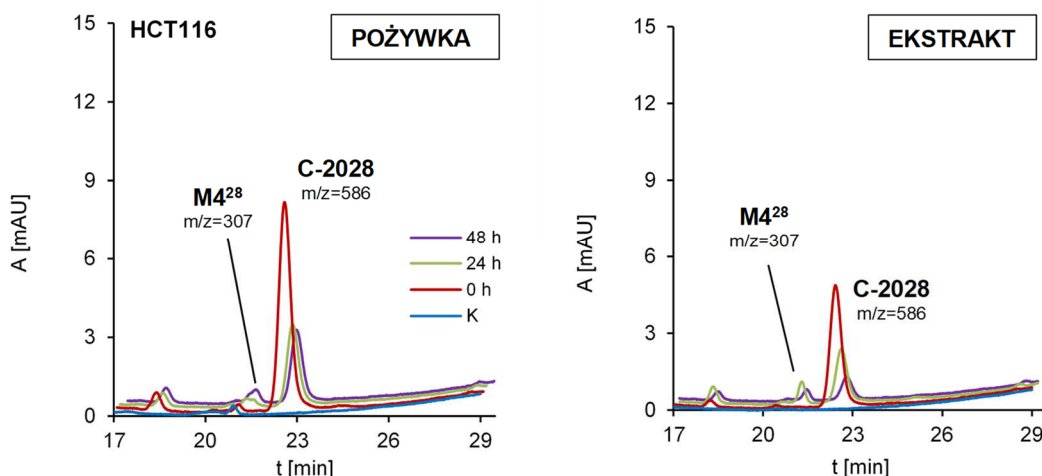 HCT116
POŻYWKA
15
12
9
6
3
0
A [mAU]
C-2028
m/z=586
M4²⁸
m/z=307
48 h
24 h
0 h
K
17 20 23 26 29
t [min]
EKSTRAKT
15
12
9
6
3
0
A [mAU]
M4²⁸
m/z=307
C-2028
m/z=586
17 20 23 26 29
t [min]